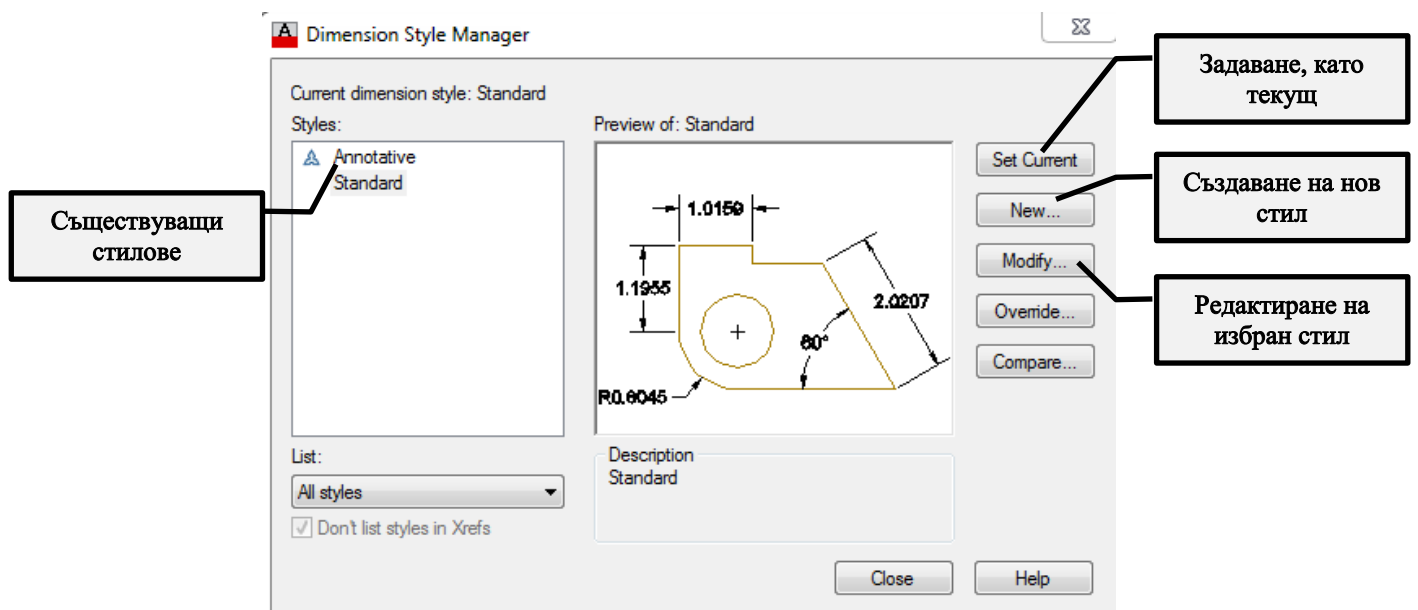 Dimension Style Manager
Current dimension style: Standard
Styles:
Annotative
Standard
Preview of: Standard
1.0159
1.1955
2.0207
60°
R0.8045
Set Current
New...
Modify...
Override...
Compare...
List:
All styles
Don't list styles in Xrefs
Description
Standard
Close
Help
Съществуващи
стилове
Задаване, като
текущ
Създаване на нов
стил
Редактиране на
избран стил